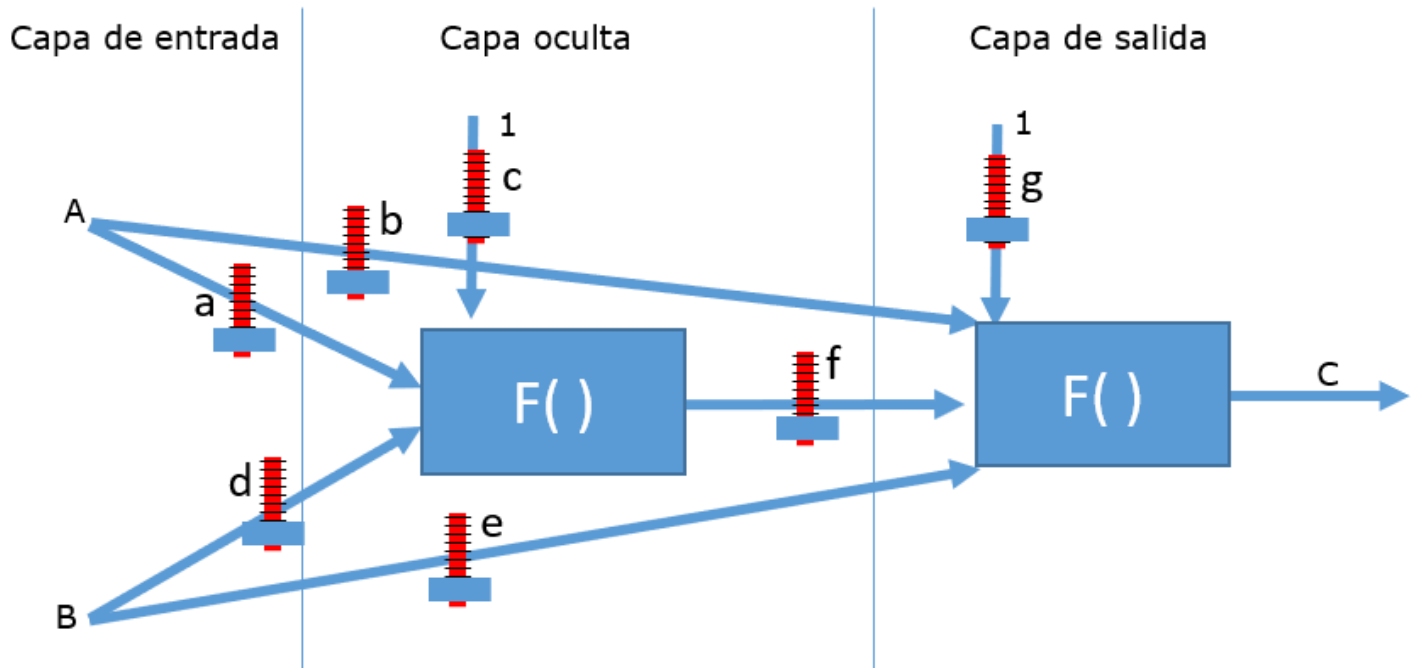 Capa de entrada
Capa oculta
Capa de salida
1
c
1
g
A
b
a
F( )
f
F( )
C
d
e
B